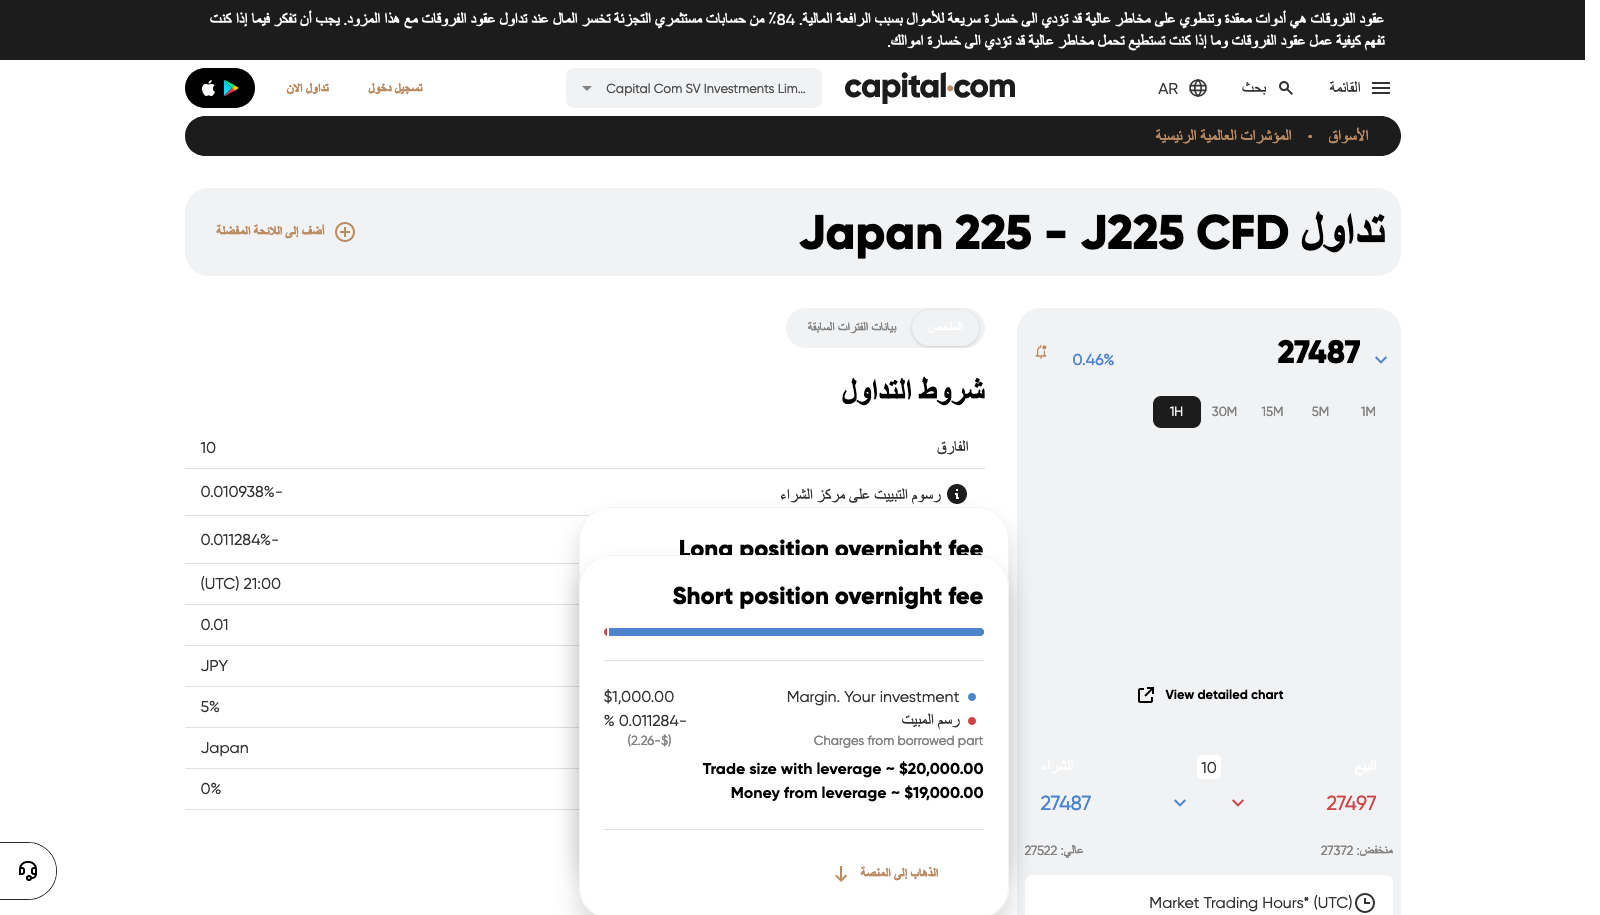 عقود الفروقات هي أدوات معقدة وتنطوي على مخاطر عالية قد تؤدي الى خسارة سريعة للأموال بسبب الرافعة المالية. 84٪ من حسابات مستثمري التجزئة تخسر المال عند تداول عقود الفروقات مع هذا المزود. يجب أن تفكر فيما إذا كنت
تفهم كيفية عمل عقود الفروقات وما إذا كنت تستطيع تحمل مخاطر عالية قد تؤدي الى خسارة اموالك.
القائمة
بحث
AR
capital.com
Capital Com SV Investments Lim...
تسجيل دخول
تداول الان
الأسواق • المؤشرات العالمية الرئيسية
تداول Japan 225 - J225 CFD
أضف إلى اللائحة المفضلة
27487
0.46%
1H 30M 15M 5M 1M
View detailed chart
البيع
10
الشراء
27497
27487
منخفض: 27372
عالي: 27522
Market Trading Hours* (UTC)
الملخص
بيانات الفترات السابقة
شروط التداول
الفارق
10
رسوم التبييت على مركز الشراء
0.010938%-
0.011284%-
(UTC) 21:00
0.01
JPY
5%
Japan
0%
Long position overnight fee
Short position overnight fee
Margin. Your investment
$1,000.00
رسم المبيت
% 0.011284-
Charges from borrowed part
(2.26-$)
Trade size with leverage ~ $20,000.00
Money from leverage ~ $19,000.00
الذهاب إلى المنصة